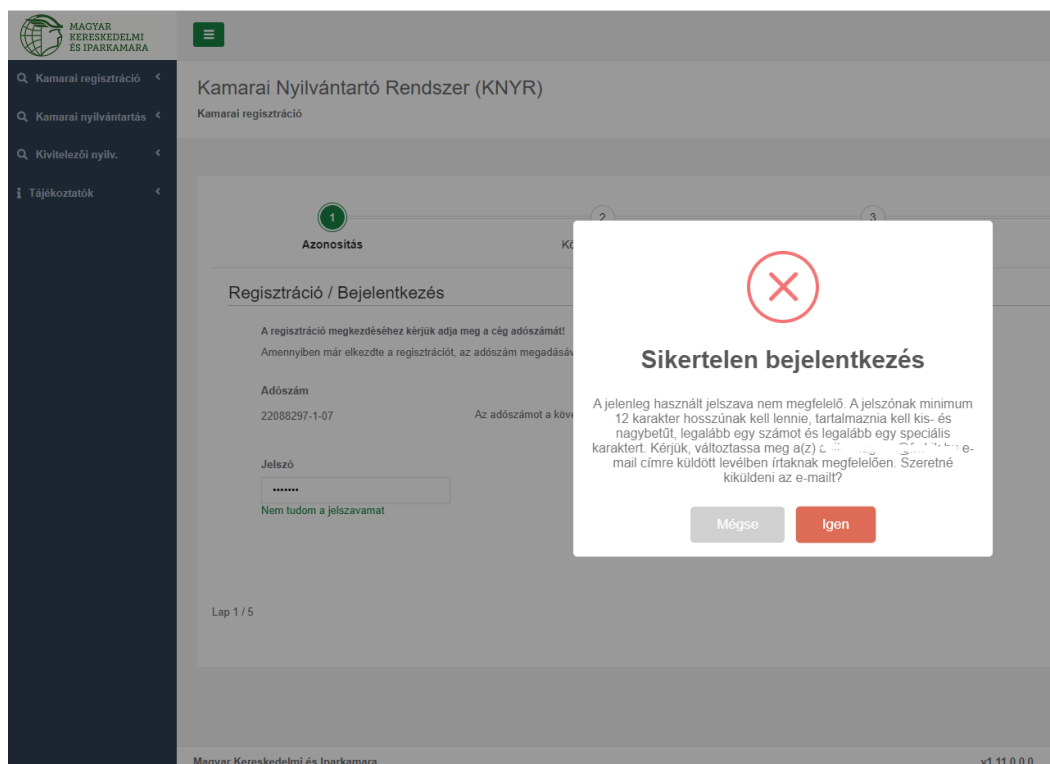 MAGYAR
KERESKEDELMI
ÉS IPARKAMARA
Kamarai regisztráció
Kamarai nyilvántartás
Kivitelezői nyilv.
Tájékoztatók
Kamarai Nyilvántartó Rendszer (KNYR)
Kamarai regisztráció
1
2
3
Azonosítás
Regisztráció / Bejelentkezés
A regisztráció megkezdéséhez kérjük adja meg a cég adószámát!
Amennyiben már elkezdte a regisztrációt, az adószám
Adószám
22088297-1-07
Az adószámot a
Jelszó
•••••••
Nem tudom a jelszavamat
Lap 1 / 5
Sikertelen bejelentkezés
A jelenleg használt jelszava nem megfelelő. A jelszónak minimum
12 karakter hosszúnak kell lennie, tartalmaznia kell kis- és
nagybetűt, legalább egy számot és legalább egy speciális
karaktert. Kérjük, változtassa meg a(z) e-
mail címre küldött levélben írtaknak megfelelően. Szeretné
kiküldeni az e-mailt?
Mégse
Igen
Magyar Kereskedelmi és Iparkamara
v1.11.0.0.0